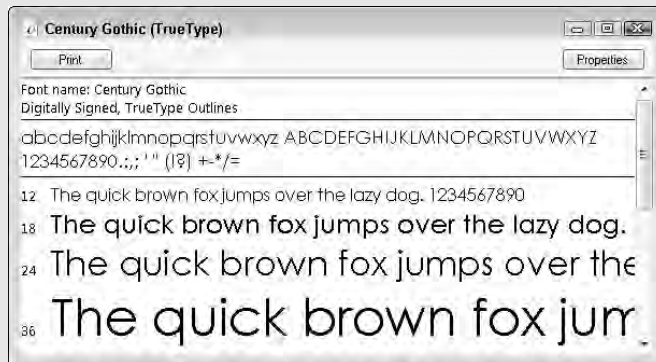 Century Gothic (TrueType)
Print Properties
Font name: Century Gothic
Digitally Signed, TrueType Outlines
abcdefghijklmnopqrstuvwxyz ABCDEFGHIJKLMNOPQRSTUVWXYZ
1234567890.:,; ' " (!?) +-*/=
12 The quick brown fox jumps over the lazy dog. 1234567890
18 The quick brown fox jumps over the lazy dog.
24 The quick brown fox jumps over the
36 The quick brown fox jum